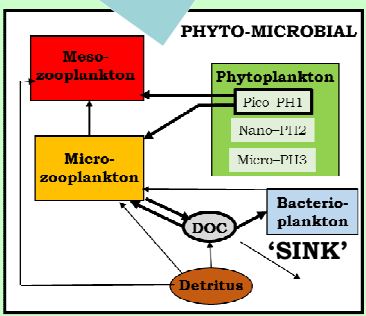 PHYTO-MICROBIAL
Meso-
zooplankton
Phytoplankton
Pico–PH1
Nano–PH2
Micro–PH3
Micro-
zooplankton
Bacterio-
plankton
DOC
‘SINK’
Detritus